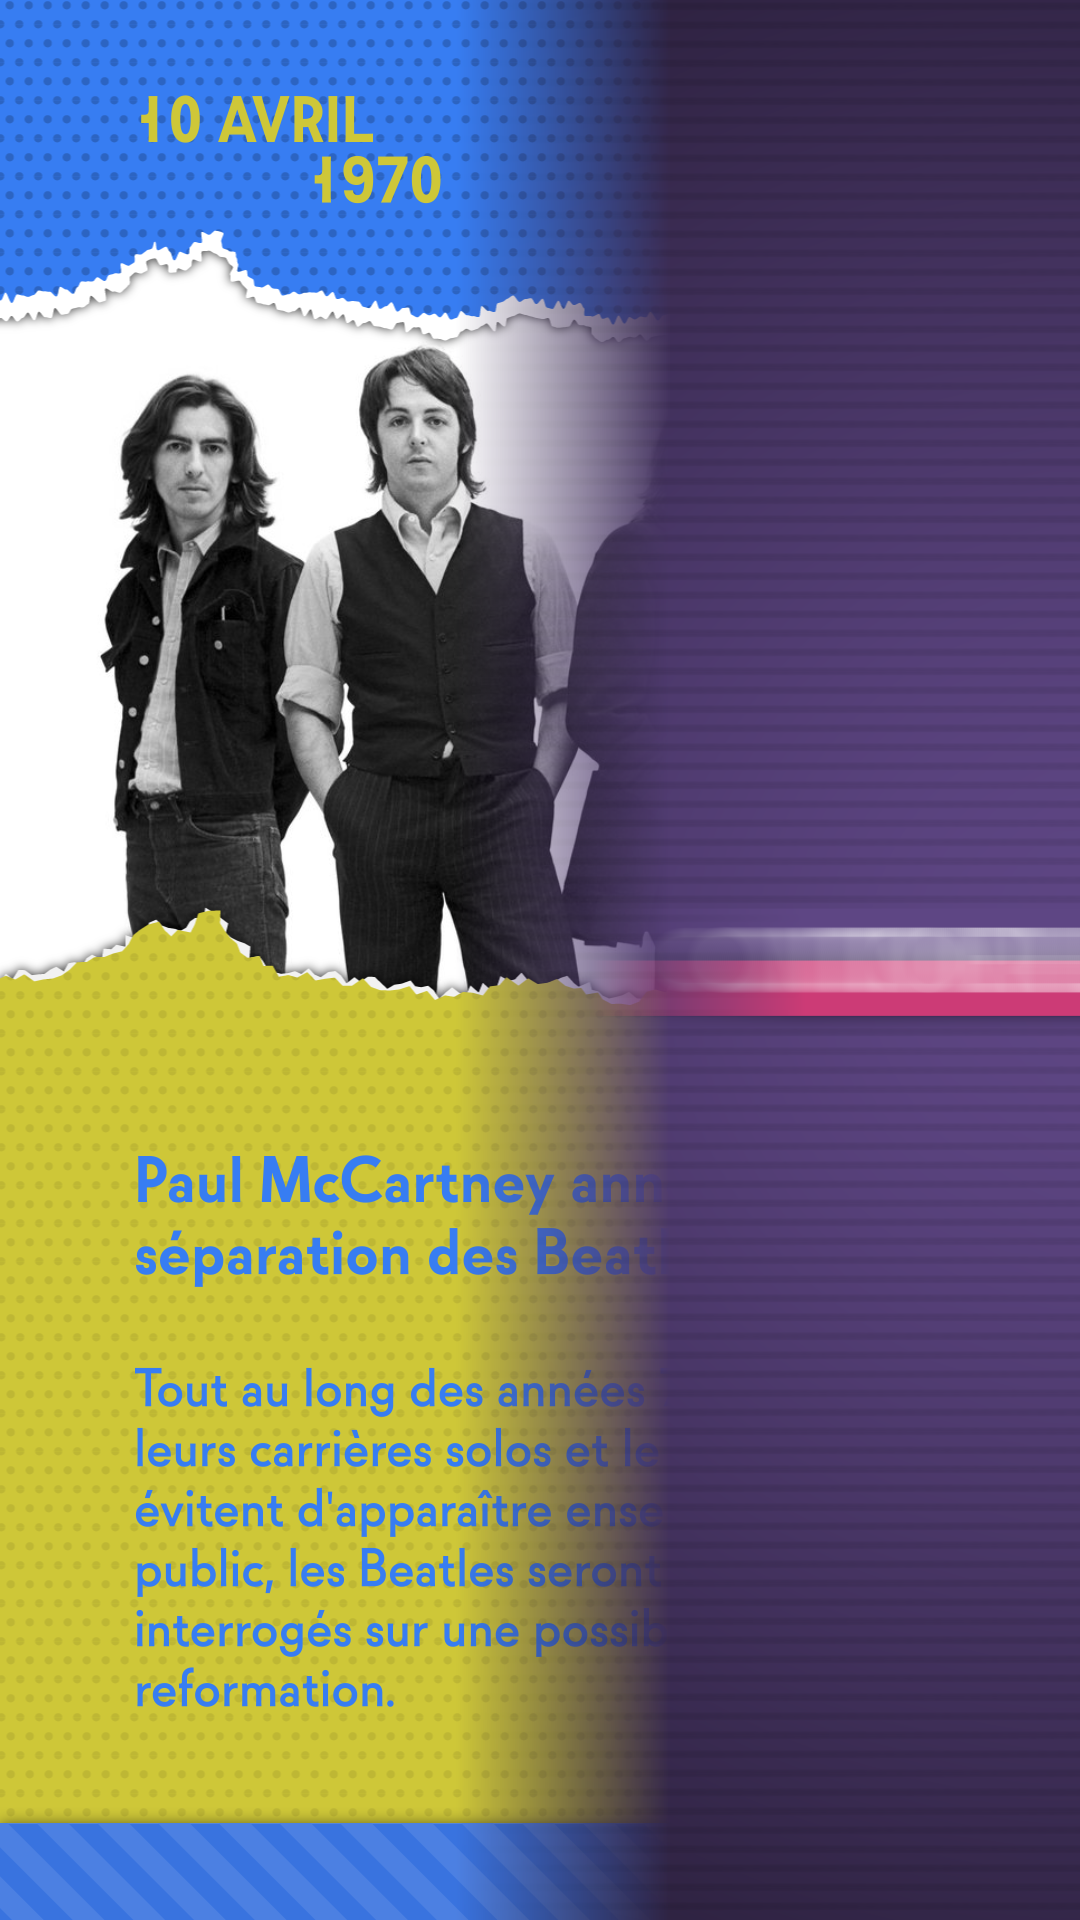 10 AVRIL
1970
Paul McCartney
séparation des
Tout au long des années
leurs carrières solos et
évitent d'apparaître
public, les Beatles seront
interrogés sur une
reformation.